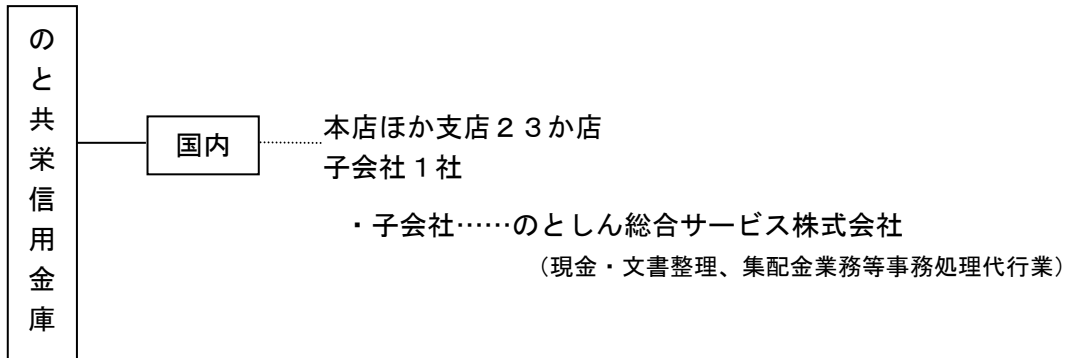 のと共栄信用金庫
国内
本店ほか支店２３か店
子会社１社
・子会社……のとしん総合サービス株式会社
（現金・文書整理、集配金業務等事務処理代行業）